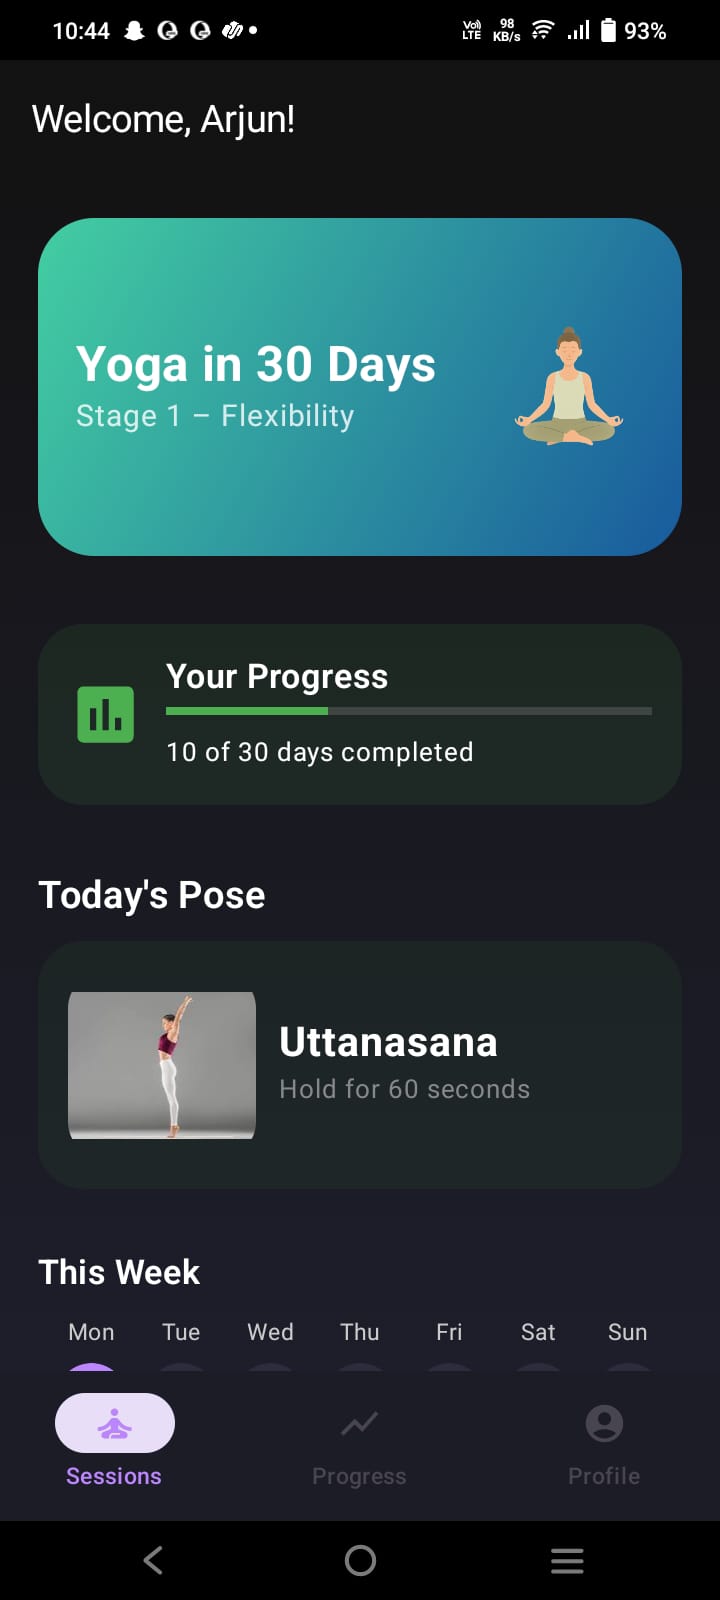 10:44
Vo) LTE 98 KB/s 93%
Welcome, Arjun!
Yoga in 30 Days
Stage 1 – Flexibility
Your Progress
10 of 30 days completed
Today's Pose
Uttanasana
Hold for 60 seconds
This Week
Mon Tue Wed Thu Fri Sat Sun
Sessions Progress Profile